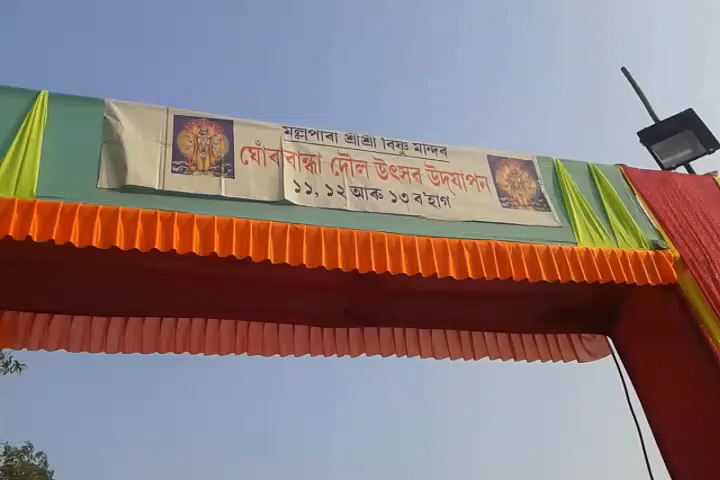 মল্লপাৰা শ্ৰীশ্ৰী বিষ্ণু মন্দিৰ
ঘোঁৰাবান্ধা দৌল উৎসৱ উদযাপন
১১, ১২ আৰু ১৩ ব'হাগ